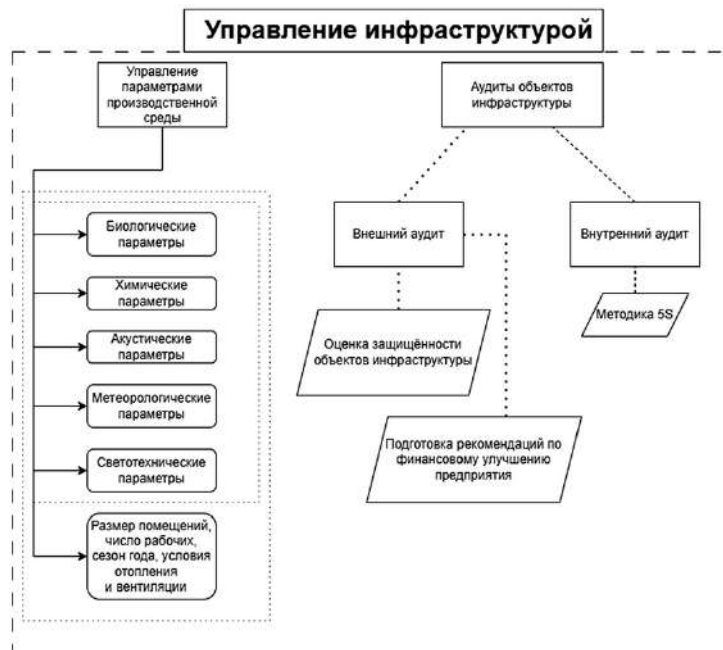 Управление инфраструктурой
Управление
параметрами
производственной
среды
Аудиты объектов
инфраструктуры
Биологические
параметры
Химические
параметры
Акустические
параметры
Метеорологические
параметры
Светотехнические
параметры
Размер помещений,
число рабочих,
сезон года, условия
отопления
и вентиляции
Внешний аудит
Внутренний аудит
Оценка защищённости
объектов инфраструктуры
Методика 5S
Подготовка рекомендаций по
финансовому улучшению
предприятия